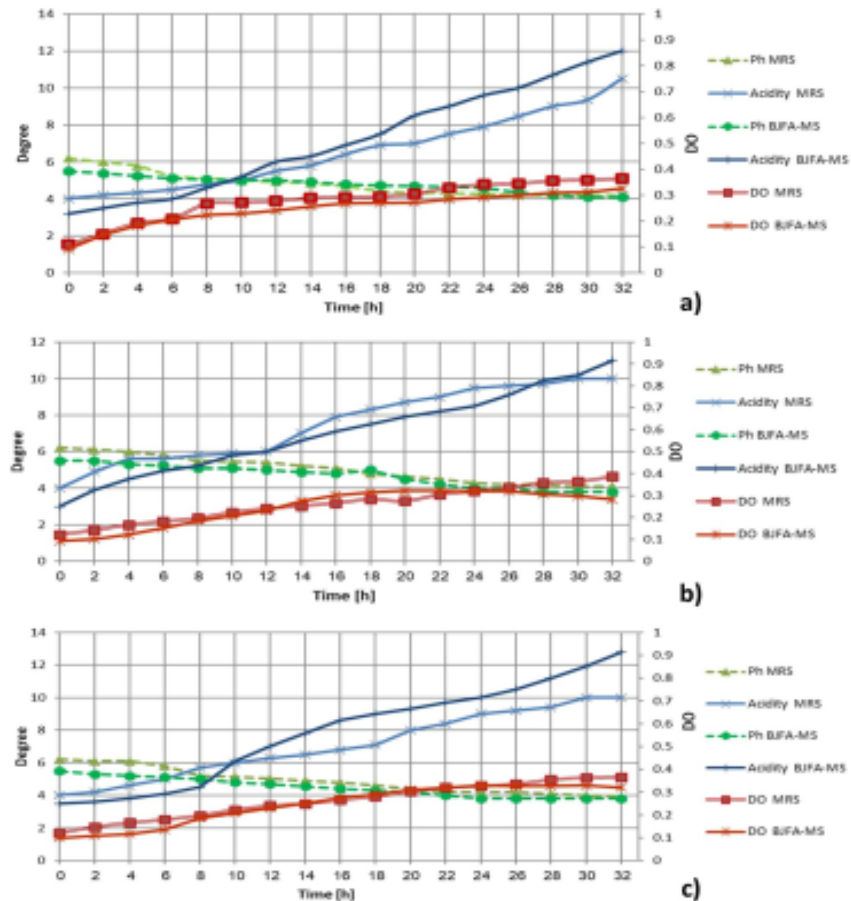 14 1
12 0.9
10 0.8
8 0.7
6 0.6
4 0.5
2 0.4
0 0.3
0.2
0.1
0
Degree
DO
0 2 4 6 8 10 12 14 16 18 20 22 24 26 28 30 32
Time [h]
Ph MRS
Acidity MRS
Ph BJFA-MS
Acidity BJFA-MS
DO MRS
DO BJFA-MS
a)
12 1
10 0.9
8 0.8
6 0.7
4 0.6
2 0.5
0 0.4
0.3
0.2
0.1
0
Degree
DO
0 2 4 6 8 10 12 14 16 18 20 22 24 26 28 30 32
Time [h]
Ph MRS
Acidity MRS
Ph BJFA-MS
Acidity BJFA-MS
DO MRS
DO BJFA-MS
b)
14 1
12 0.9
10 0.8
8 0.7
6 0.6
4 0.5
2 0.4
0 0.3
0.2
0.1
0
Degree
DO
0 2 4 6 8 10 12 14 16 18 20 22 24 26 28 30 32
Time [h]
Ph MRS
Acidity MRS
Ph BJFA-MS
Acidity BJFA-MS
DO MRS
DO BJFA-MS
c)